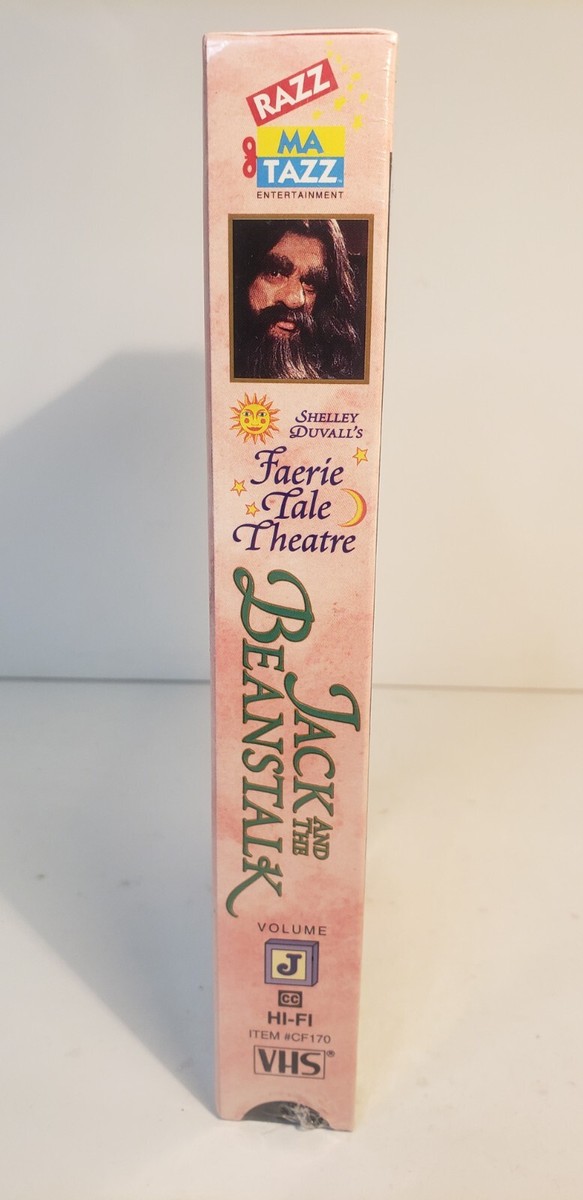 RAZZ
MA
TAZZ™
ENTERTAINMENT
SHELLEY
DUVALL'S
Faerie
Tale
Theatre
JACK AND THE
BEANSTALK
VOLUME
J
CC
HI-FI
ITEM #CF170
VHS®